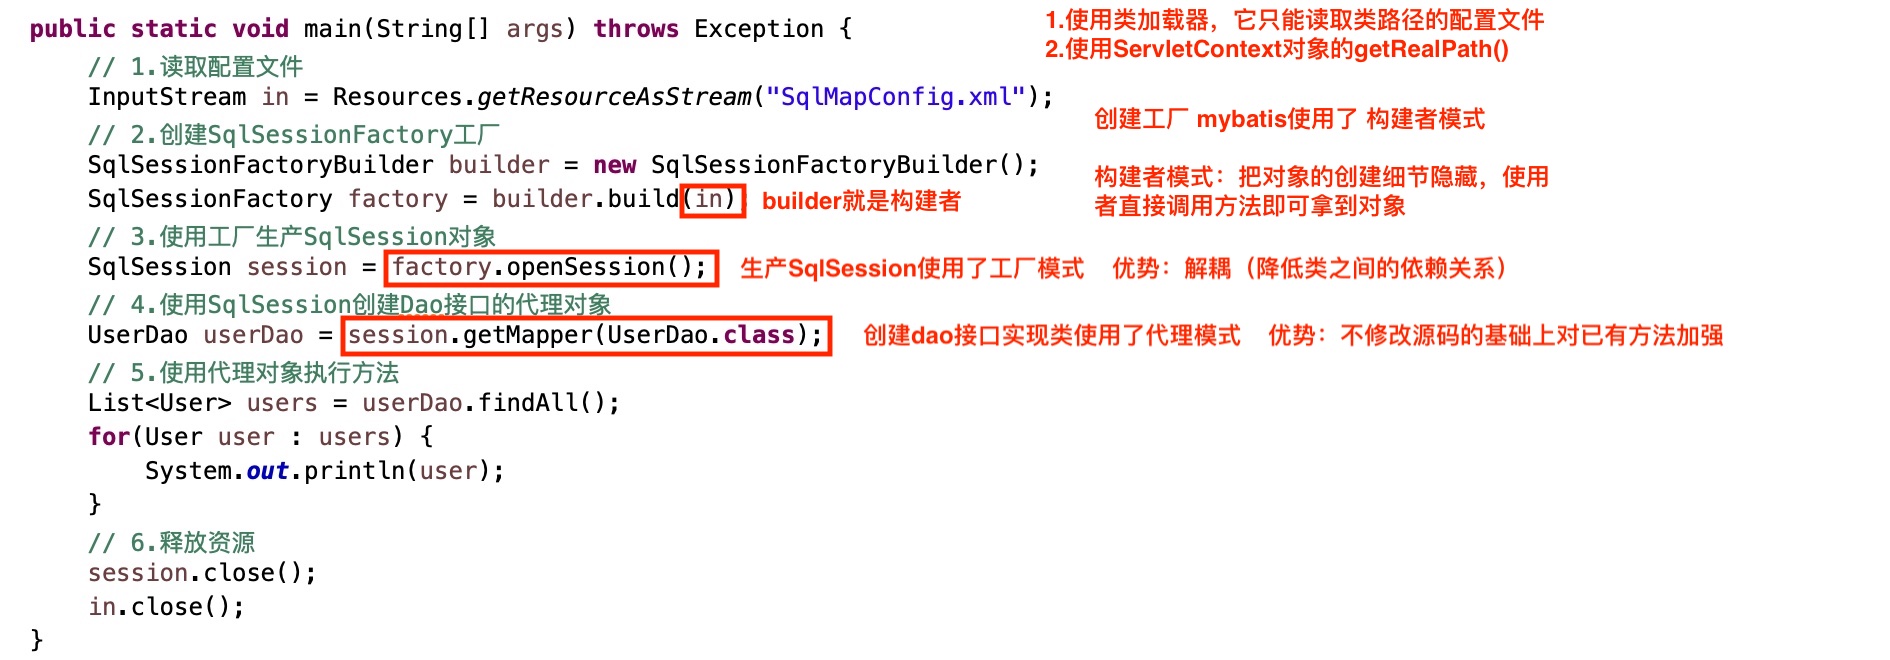 public static void main(String[] args) throws Exception {
1.使用类加载器，它只能读取类路径的配置文件
2.使用ServletContext对象的getRealPath()
// 1.读取配置文件
InputStream in = Resources.getResourceAsStream("SqlMapConfig.xml");
创建工厂 mybatis使用了 构建者模式
// 2.创建SqlSessionFactory工厂
SqlSessionFactoryBuilder builder = new SqlSessionFactoryBuilder();
构建者模式：把对象的创建细节隐藏，使用
者直接调用方法即可拿到对象
SqlSessionFactory factory = builder.build(in) builder就是构建者
// 3.使用工厂生产SqlSession对象
SqlSession session = factory.openSession(); 生产SqlSession使用了工厂模式 优势：解耦（降低类之间的依赖关系）
// 4.使用SqlSession创建Dao接口的代理对象
UserDao userDao = session.getMapper(UserDao.class); 创建dao接口实现类使用了代理模式 优势：不修改源码的基础上对已有方法加强
// 5.使用代理对象执行方法
List<User> users = userDao.findAll();
for(User user : users) {
System.out.println(user);
}
// 6.释放资源
session.close();
in.close();
}